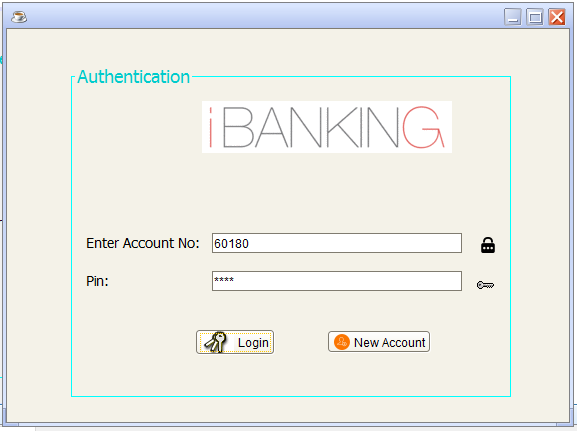 Authentication
iBANKING
Enter Account No: 60180
Pin: ****
Login New Account